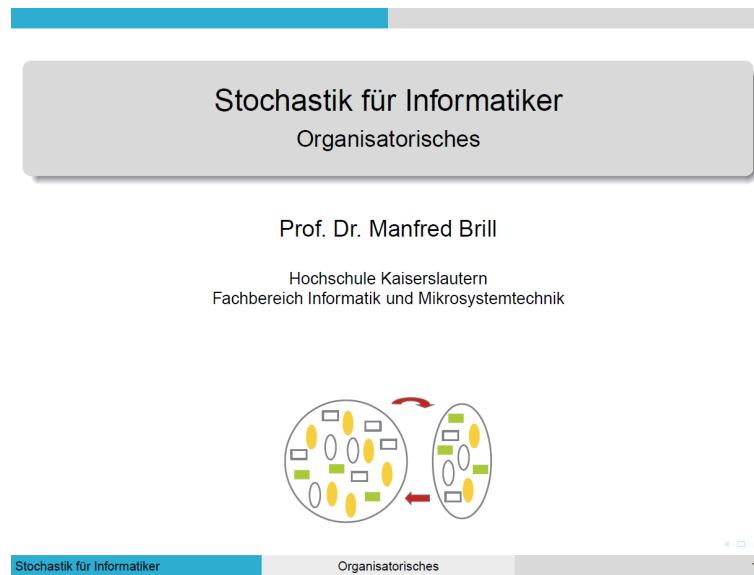 Stochastik für Informatiker
Organisatorisches
Prof. Dr. Manfred Brill
Hochschule Kaiserslautern
Fachbereich Informatik und Mikrosystemtechnik
Stochastik für Informatiker
Organisatorisches